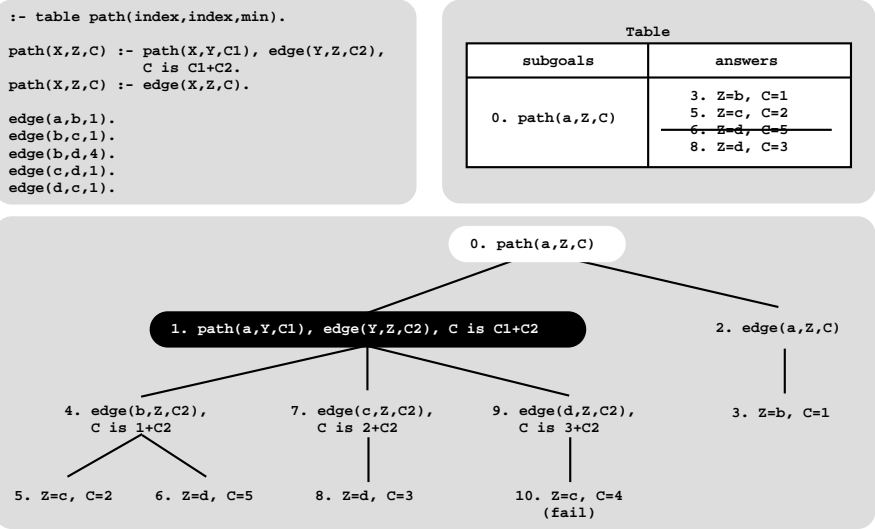 :- table path(index,index,min).
path(X,Z,C) :- path(X,Y,C1), edge(Y,Z,C2),
C is C1+C2.
path(X,Z,C) :- edge(X,Z,C).
edge(a,b,1).
edge(b,c,1).
edge(b,d,4).
edge(c,d,1).
edge(d,c,1).
Table
subgoals answers
0. path(a,Z,C)
3. Z=b, C=1
5. Z=c, C=2
6. Z=d, C=5
8. Z=d, C=3
0. path(a,Z,C)
1. path(a,Y,C1), edge(Y,Z,C2), C is C1+C2
2. edge(a,Z,C)
4. edge(b,Z,C2),
C is 1+C2
7. edge(c,Z,C2),
C is 2+C2
9. edge(d,Z,C2),
C is 3+C2
3. Z=b, C=1
5. Z=c, C=2
6. Z=d, C=5
8. Z=d, C=3
10. Z=c, C=4
(fail)